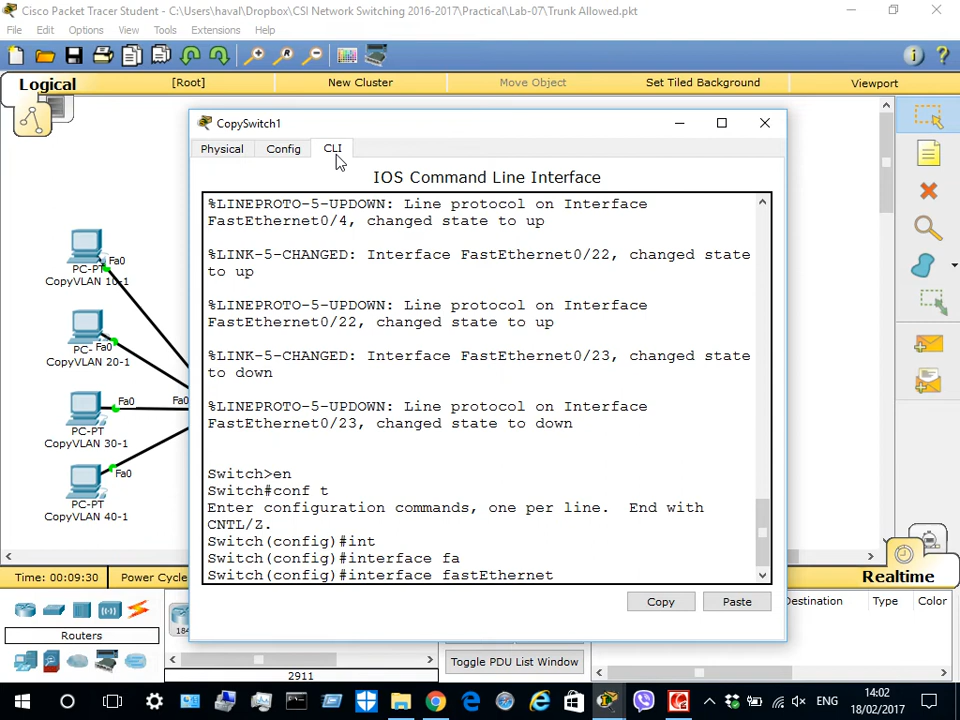 Cisco Packet Tracer Student - C:\Users\haval\Dropbox\CSI Network Switching 2016-2017\Practical\Lab-07\Trunk Allowed.pkt
File Edit Options View Tools Extensions Help
Logical [Root] New Cluster Move Object Set Tiled Background Viewport
CopySwitch1
Physical Config CLI
IOS Command Line Interface
%LINEPROTO-5-UPDOWN: Line protocol on Interface
FastEthernet0/4, changed state to up
%LINK-5-CHANGED: Interface FastEthernet0/22, changed state
to up
%LINEPROTO-5-UPDOWN: Line protocol on Interface
FastEthernet0/22, changed state to up
%LINK-5-CHANGED: Interface FastEthernet0/23, changed state
to down
%LINEPROTO-5-UPDOWN: Line protocol on Interface
FastEthernet0/23, changed state to down
Switch>en
Switch#conf t
Enter configuration commands, one per line. End with
CNTL/Z.
Switch(config)#int
Switch(config)#interface fa
Switch(config)#interface fastEthernet
Copy Paste
Fa0
PC-PT
CopyVLAN 10-1
PC- Fa0
CopyVLAN 20-1
Fa0 Fa0
PC-PT
CopyVLAN 30-1
Fa0
PC-PT
CopyVLAN 40-1
Time: 00:09:30 Power Cycle
Realtime
Routers
184
2911
Toggle PDU List Window
Destination Type Color
ENG
14:02
18/02/2017